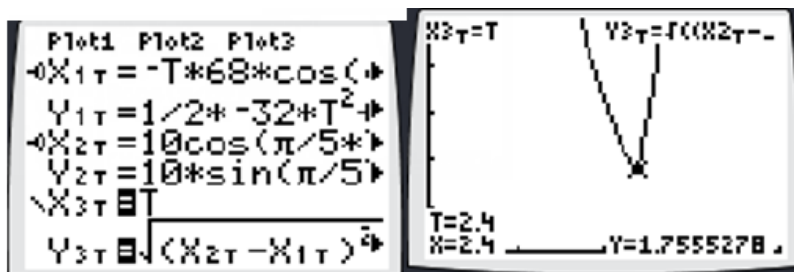 Plot1 Plot2 Plot3
X1T=-T*68*cos(
Y1T=1/2*-32*T²+
X2T=10cos(π/5*
Y2T=10*sin(π/5
\X3T=T
Y3T=√(X2T-X1T)²
X3T=T Y3T=√((X2T-_
T=2.4
X=2.4 Y=1.7555278